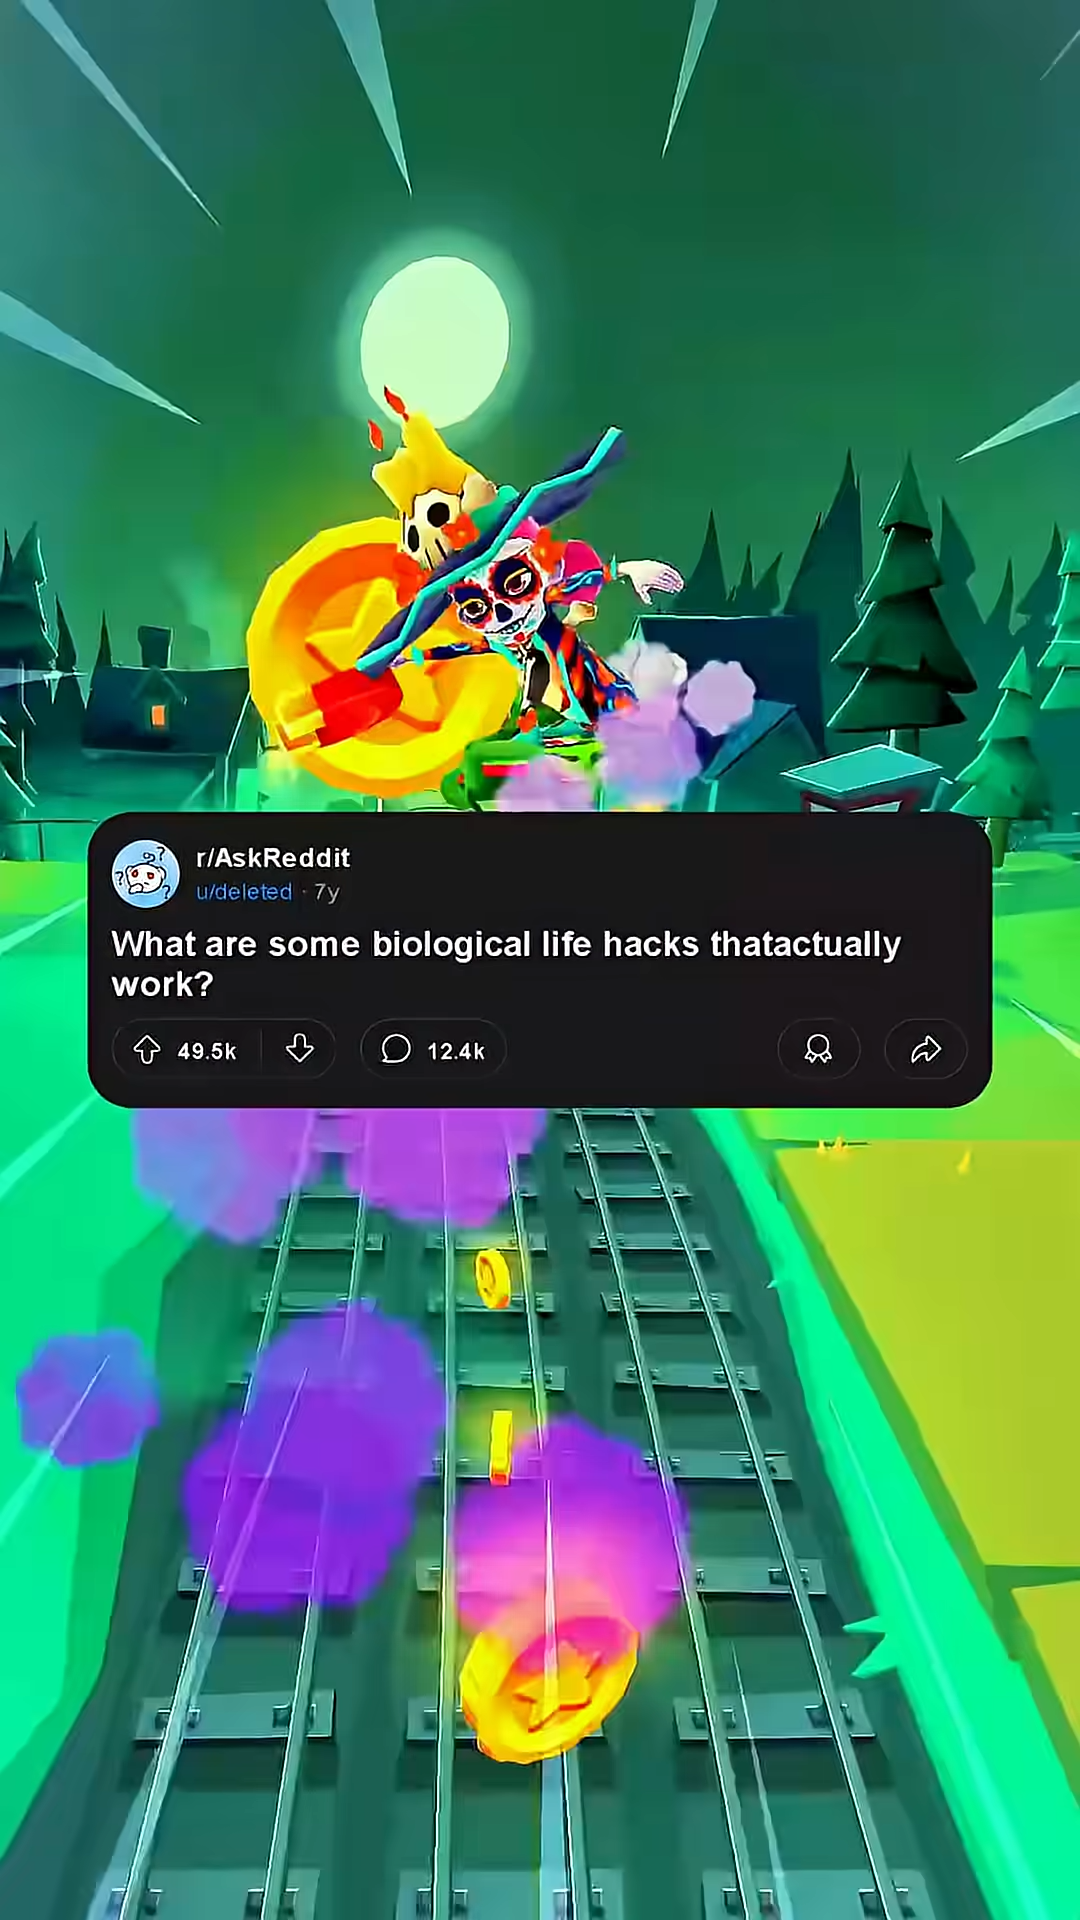 r/AskReddit
u/deleted · 7y
What are some biological life hacks thatactually
work?
49.5k 12.4k